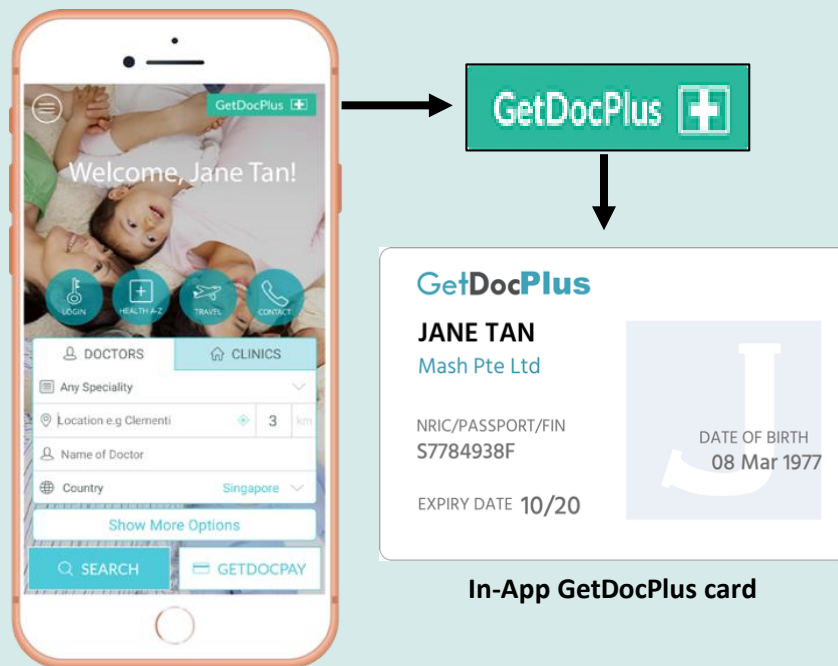 GetDocPlus
Welcome, Jane Tan!
LOGIN
HEALTH A-Z
TRAVEL
CONTACT
DOCTORS
CLINICS
Any Speciality
Location e.g Clementi
3
km
Name of Doctor
Country
Singapore
Show More Options
SEARCH
GETDOCPAY
GetDocPlus
GetDocPlus
JANE TAN
Mash Pte Ltd
NRIC/PASSPORT/FIN
S7784938F
DATE OF BIRTH
08 Mar 1977
EXPIRY DATE 10/20
J
In-App GetDocPlus card